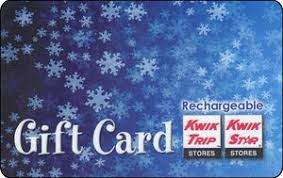 Rechargeable
Gift Card
KWIK
TRIP
STORES
KWIK
STAR
STORES